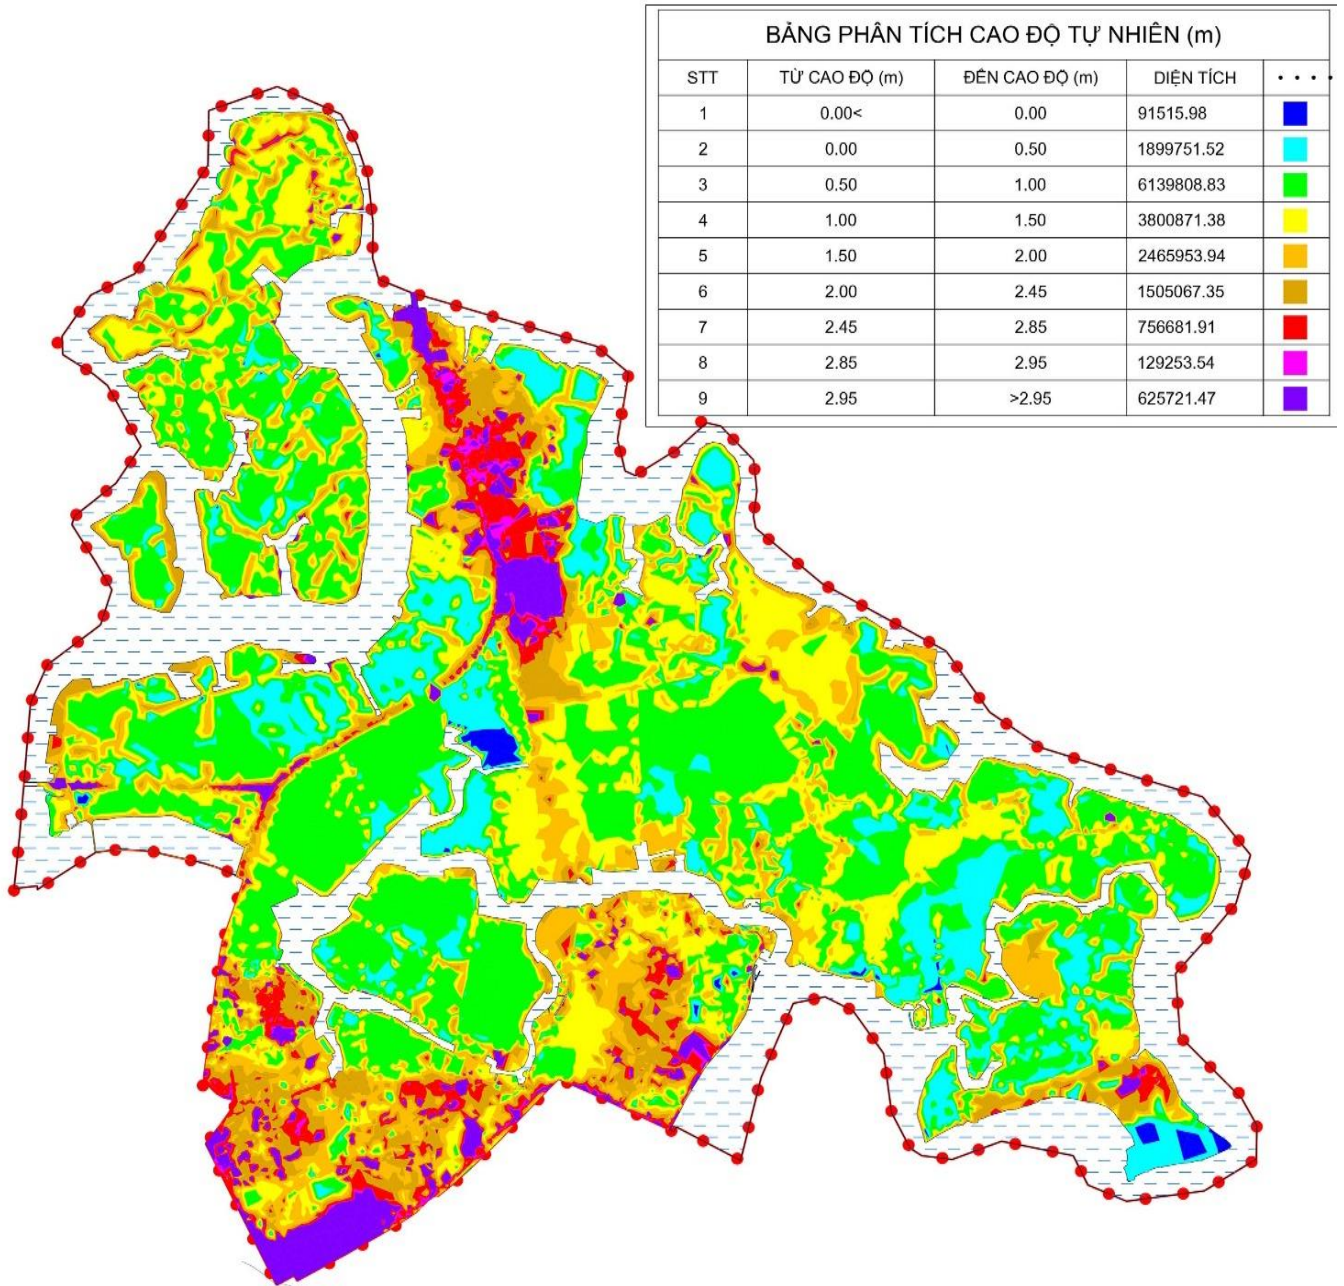 BẢNG PHÂN TÍCH CAO ĐỘ TỰ NHIÊN (m)
STT TỪ CAO ĐỘ (m) ĐẾN CAO ĐỘ (m) DIỆN TÍCH . . . .
1 0.00< 0.00 91515.98
2 0.00 0.50 1899751.52
3 0.50 1.00 6139808.83
4 1.00 1.50 3800871.38
5 1.50 2.00 2465953.94
6 2.00 2.45 1505067.35
7 2.45 2.85 756681.91
8 2.85 2.95 129253.54
9 2.95 >2.95 625721.47